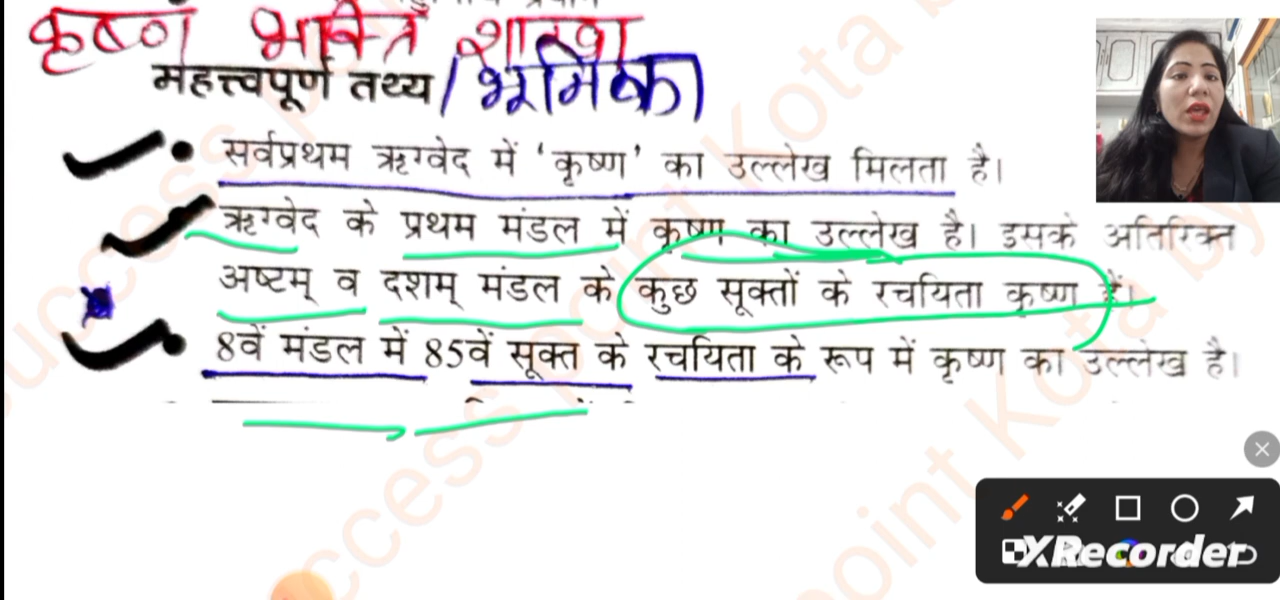 कृष्ण भक्ति शाखा
महत्त्वपूर्ण तथ्य / भूमिका
• सर्वप्रथम ऋग्वेद में ‘कृष्ण’ का उल्लेख मिलता है।
ऋग्वेद के प्रथम मंडल में कृष्ण का उल्लेख है। इसके अतिरिक्त
अष्टम् व दशम् मंडल के कुछ सूक्तों के रचयिता कृष्ण हैं।
• 8वें मंडल में 85वें सूक्त के रचयिता के रूप में कृष्ण का उल्लेख है।
XRecorder